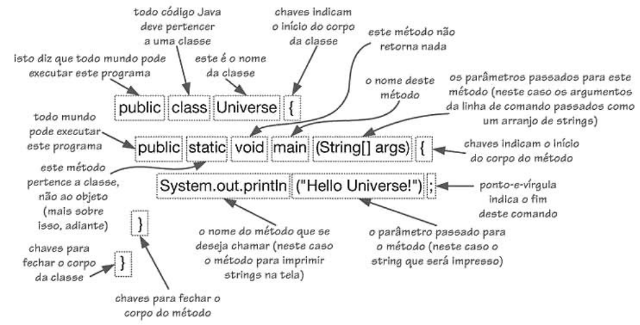 todo código Java
deve pertencer
a uma classe
chaves indicam
o início do corpo
da classe
este método não
retorna nada
isto diz que todo mundo pode
executar este programa
este é o nome
da classe
o nome deste
método
os parâmetros passados para este
método (neste caso os argumentos
da linha de comando passados como
um arranjo de strings)
public class Universe {
todo mundo
pode executar
este programa
public static void main (String[] args) {
chaves indicam o início
do corpo do método
este método
pertence a classe,
não ao objeto
(mais sobre
isso, adiante)
System.out.println ("Hello Universe!") ;
ponto-e-vírgula
indica o fim
deste comando
}
o nome do método que se
deseja chamar (neste caso
o método para imprimir
strings na tela)
o parâmetro passado para
o método (neste caso o
string que será impresso)
chaves para
fechar o corpo
da classe
}
chaves para fechar o
corpo do método